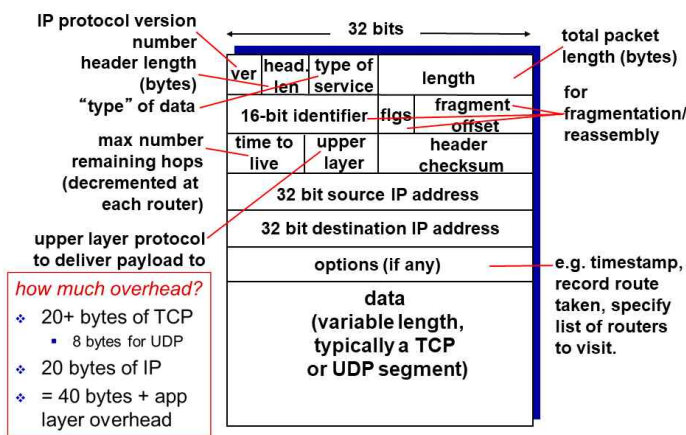 32 bits
IP protocol version
number
header length
(bytes)
“type” of data
max number
remaining hops
(decremented at
each router)
upper layer protocol
to deliver payload to
how much overhead?
20+ bytes of TCP
8 bytes for UDP
20 bytes of IP
= 40 bytes + app
layer overhead
ver
head.
len
type of
service
length
16-bit identifier
flgs
fragment
offset
time to
live
upper
layer
header
checksum
32 bit source IP address
32 bit destination IP address
options (if any)
data
(variable length,
typically a TCP
or UDP segment)
total packet
length (bytes)
for
fragmentation/
reassembly
e.g. timestamp,
record route
taken, specify
list of routers
to visit.